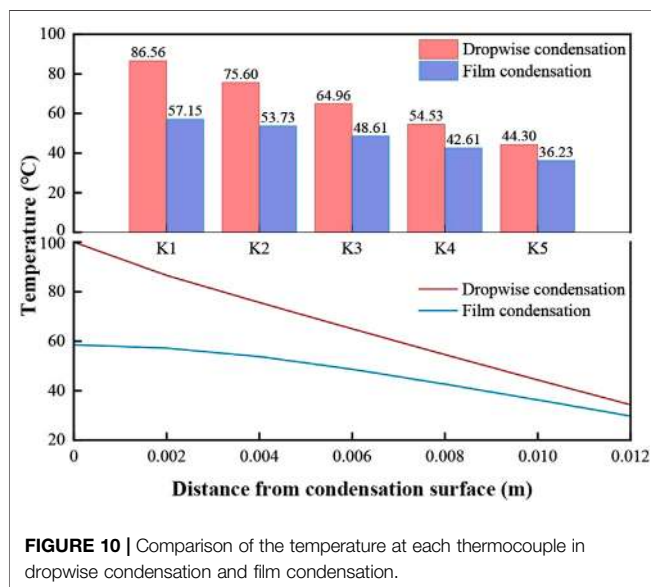 100
Dropwise condensation
Film condensation
80
60
40
20
0
86.56
57.15
75.60
53.73
64.96
48.61
54.53
42.61
44.30
36.23
K1 K2 K3 K4 K5
Temperature (°C)
100
80
60
40
20
Dropwise condensation
Film condensation
0 0.002 0.004 0.006 0.008 0.010 0.012
Distance from condensation surface (m)
FIGURE 10 | Comparison of the temperature at each thermocouple in
dropwise condensation and film condensation.